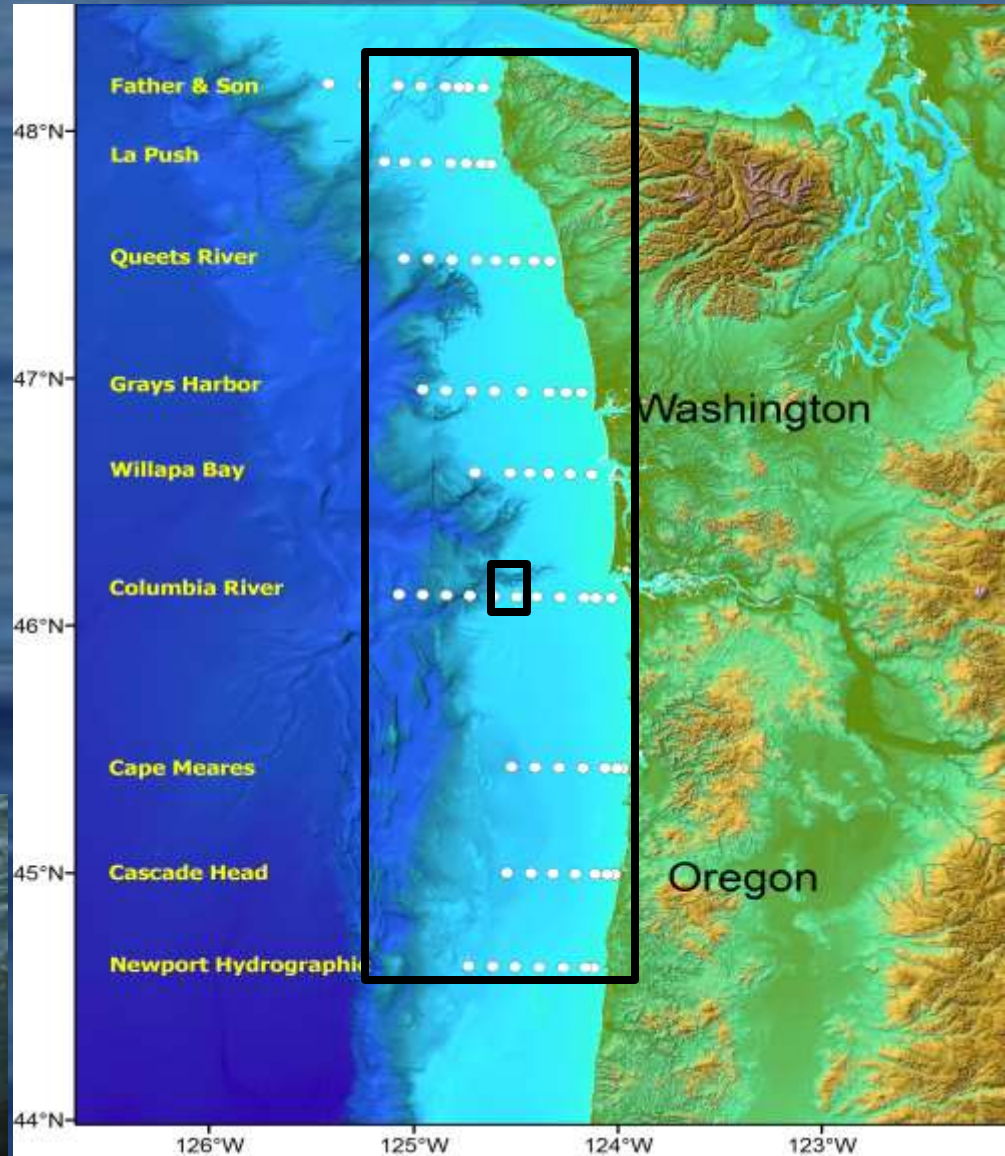 Father & Son
48°N
La Push
Queets River
47°N
Grays Harbor
Washington
Willapa Bay
Columbia River
46°N
Cape Meares
45°N
Cascade Head
Oregon
Newport Hydrographic
44°N
126°W 125°W 124°W 123°W